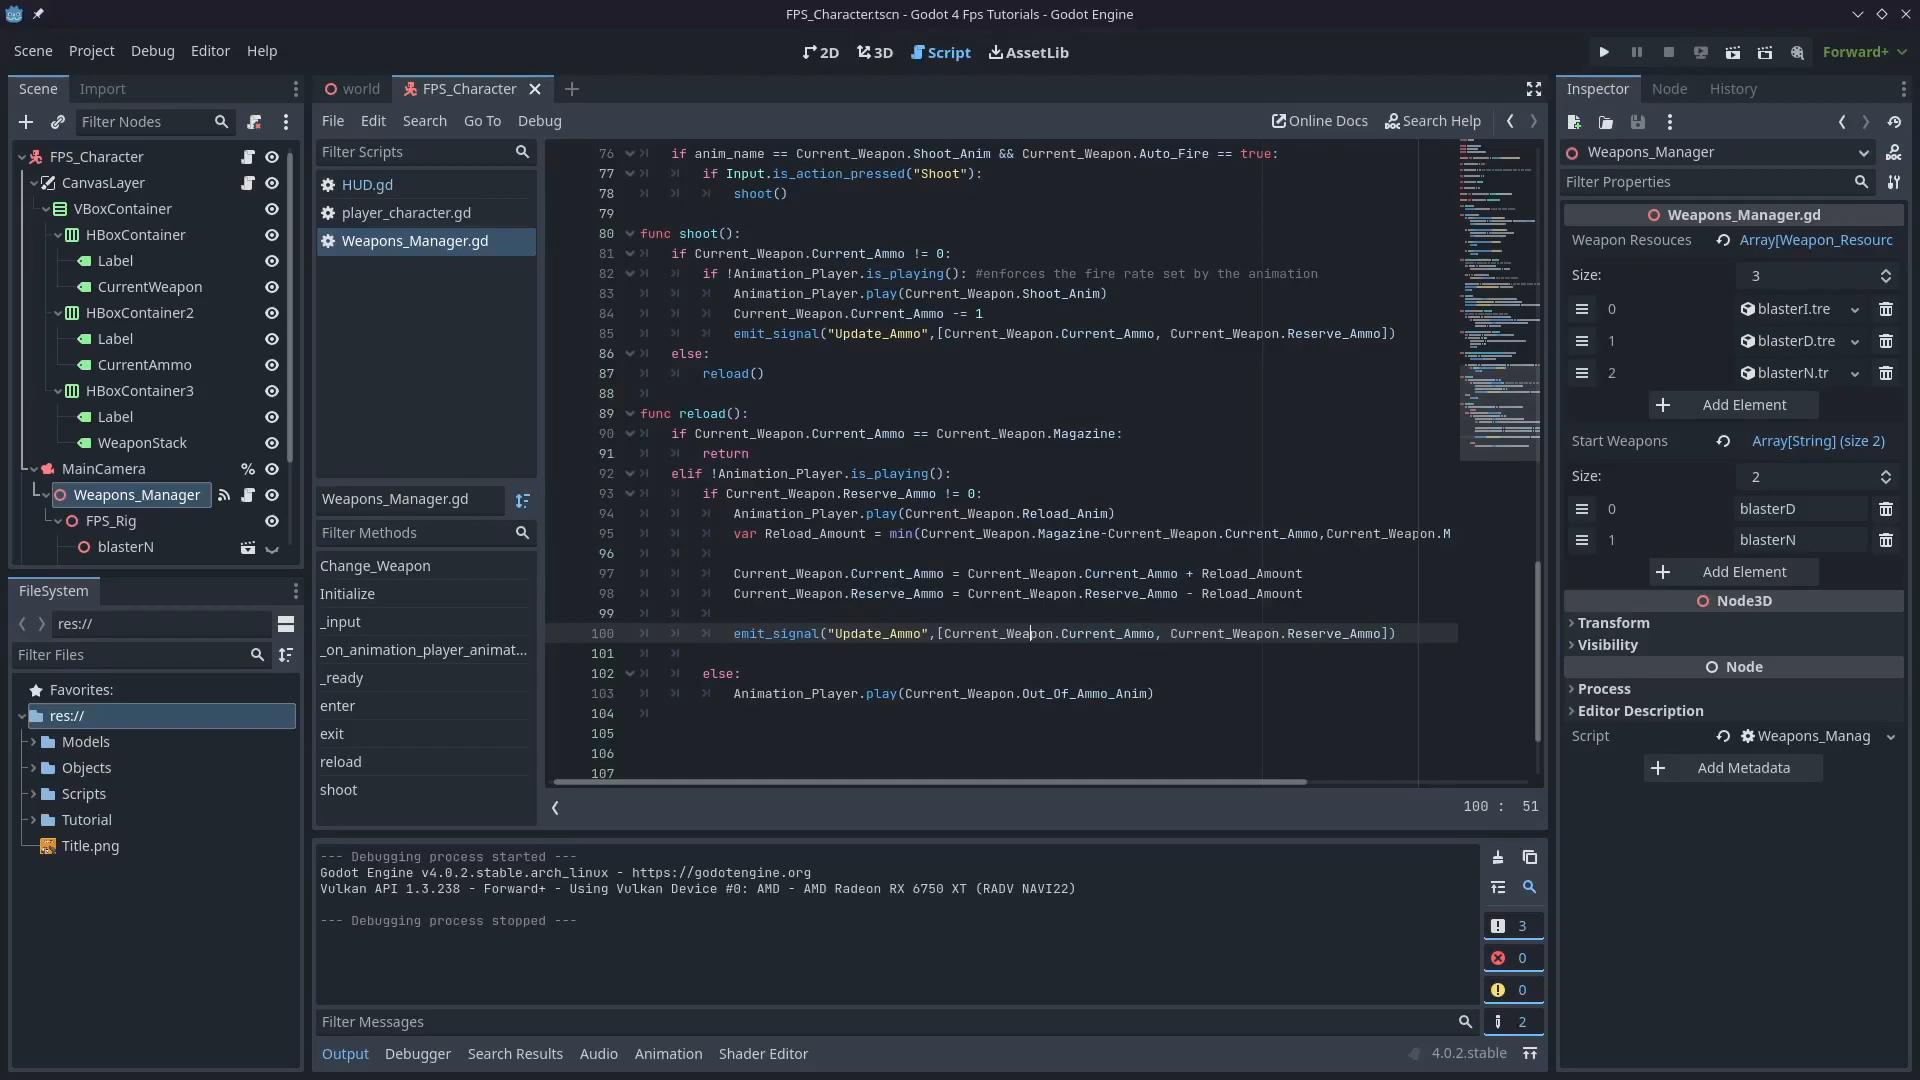 FPS_Character.tscn - Godot 4 Fps Tutorials - Godot Engine
Scene Project Debug Editor Help
2D 3D Script AssetLib
Forward+
Scene Import
Filter Nodes
FPS_Character
CanvasLayer
VBoxContainer
HBoxContainer
Label
CurrentWeapon
HBoxContainer2
Label
CurrentAmmo
HBoxContainer3
Label
WeaponStack
MainCamera
%
Weapons_Manager
FPS_Rig
blasterN
FileSystem
res://
Filter Files
Favorites:
res://
Models
Objects
Scripts
Tutorial
Title.png
world FPS_Character
File Edit Search Go To Debug
Online Docs Search Help
Filter Scripts
HUD.gd
player_character.gd
Weapons_Manager.gd
Weapons_Manager.gd
Filter Methods
Change_Weapon
Initialize
_input
_on_animation_player_animat...
_ready
enter
exit
reload
shoot
76 if anim_name == Current_Weapon.Shoot_Anim && Current_Weapon.Auto_Fire == true:
77 if Input.is_action_pressed("Shoot"):
78 shoot()
79
80 func shoot():
81 if Current_Weapon.Current_Ammo != 0:
82 if !Animation_Player.is_playing(): #enforces the fire rate set by the animation
83 Animation_Player.play(Current_Weapon.Shoot_Anim)
84 Current_Weapon.Current_Ammo -= 1
85 emit_signal("Update_Ammo",[Current_Weapon.Current_Ammo, Current_Weapon.Reserve_Ammo])
86 else:
87 reload()
88
89 func reload():
90 if Current_Weapon.Current_Ammo == Current_Weapon.Magazine:
91 return
92 elif !Animation_Player.is_playing():
93 if Current_Weapon.Reserve_Ammo != 0:
94 Animation_Player.play(Current_Weapon.Reload_Anim)
95 var Reload_Amount = min(Current_Weapon.Magazine-Current_Weapon.Current_Ammo,Current_Weapon.M
96
97 Current_Weapon.Current_Ammo = Current_Weapon.Current_Ammo + Reload_Amount
98 Current_Weapon.Reserve_Ammo = Current_Weapon.Reserve_Ammo - Reload_Amount
99
100 emit_signal("Update_Ammo",[Current_Weapon.Current_Ammo, Current_Weapon.Reserve_Ammo])
101
102 else:
103 Animation_Player.play(Current_Weapon.Out_Of_Ammo_Anim)
104
105
106
107
100 : 51
--- Debugging process started ---
Godot Engine v4.0.2.stable.arch_linux - https://godotengine.org
Vulkan API 1.3.238 - Forward+ - Using Vulkan Device #0: AMD - AMD Radeon RX 6750 XT (RADV NAVI22)
--- Debugging process stopped ---
3
0
0
2
Filter Messages
Output Debugger Search Results Audio Animation Shader Editor
4.0.2.stable
Inspector Node History
Weapons_Manager
Filter Properties
Weapons_Manager.gd
Weapon Resouces Array[Weapon_Resourc
Size: 3
0 blasterI.tre
1 blasterD.tre
2 blasterN.tr
Add Element
Start Weapons Array[String] (size 2)
Size: 2
0 blasterD
1 blasterN
Add Element
Node3D
Transform
Visibility
Node
Process
Editor Description
Script Weapons_Manag
Add Metadata